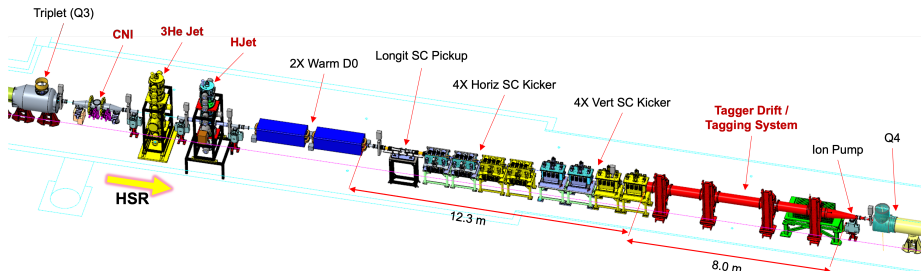 Triplet (Q3)
CNI
3He Jet
HJet
2X Warm D0
Longit SC Pickup
4X Horiz SC Kicker
4X Vert SC Kicker
Tagger Drift /
Tagging System
Ion Pump
Q4
HSR
12.3 m
8.0 m